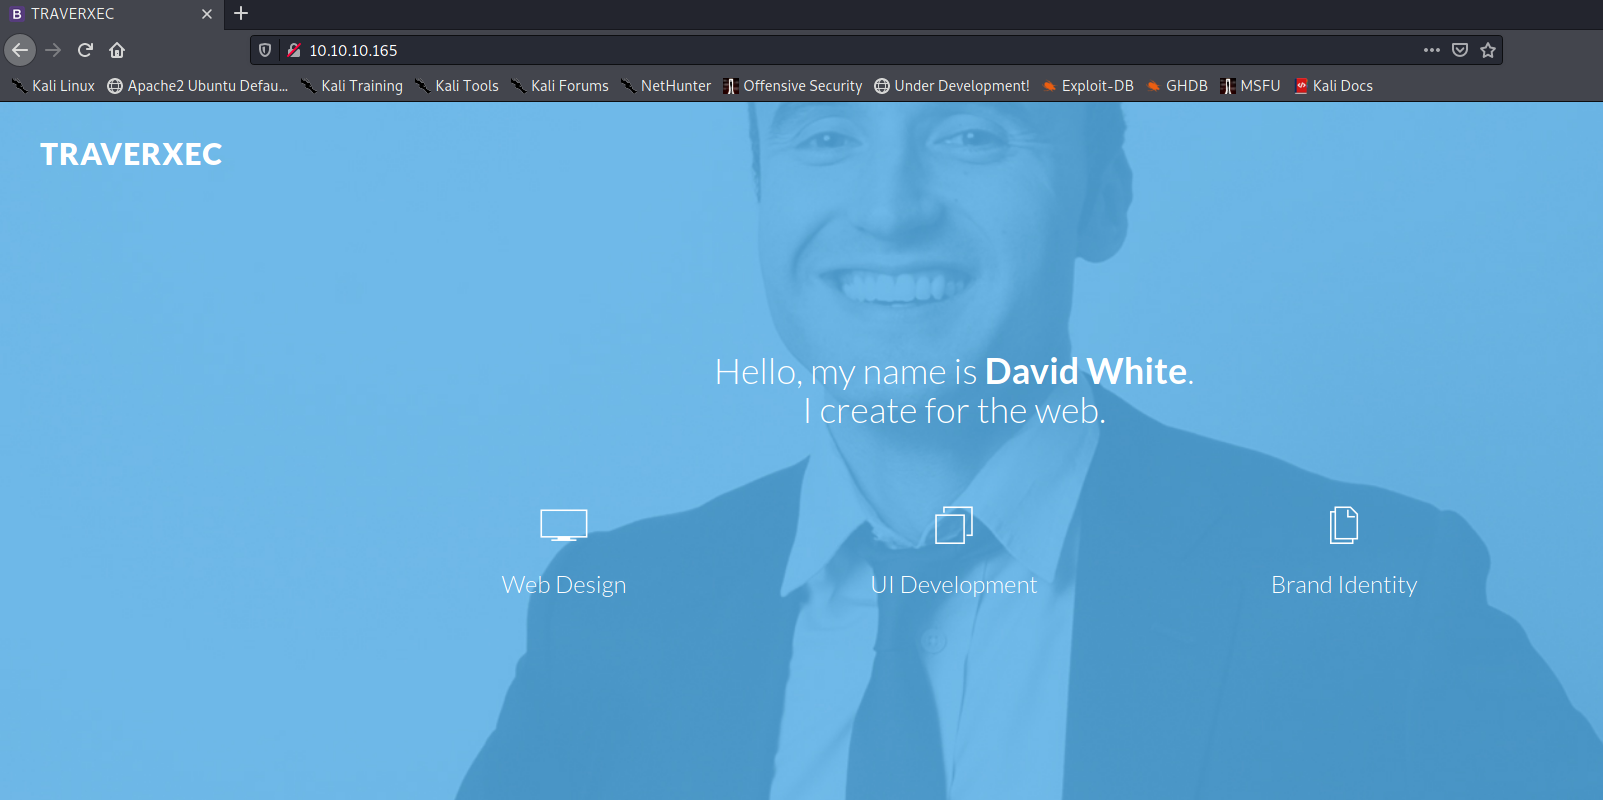 TRAVERXEC
10.10.10.165
Kali Linux Apache2 Ubuntu Defau... Kali Training Kali Tools Kali Forums NetHunter Offensive Security Under Development! Exploit-DB GHDB MSFU Kali Docs
TRAVERXEC
Hello, my name is David White.
I create for the web.
Web Design UI Development Brand Identity